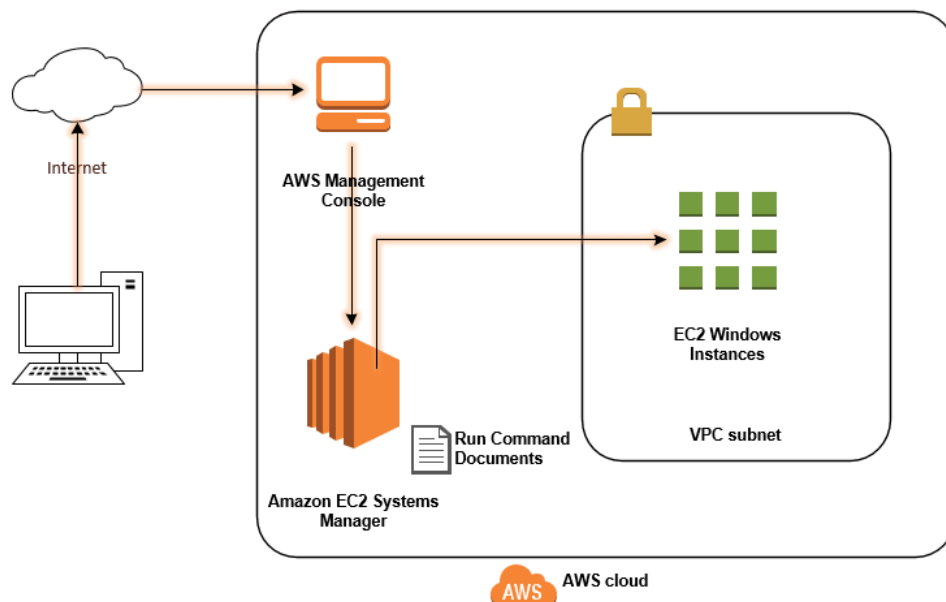 Internet
AWS Management
Console
EC2 Windows
Instances
VPC subnet
Run Command
Documents
Amazon EC2 Systems
Manager
AWS
AWS cloud